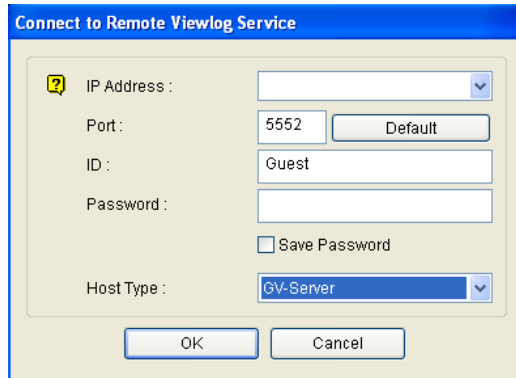 Connect to Remote Viewlog Service
? IP Address :
Port : 5552 Default
ID : Guest
Password :
Save Password
Host Type : GV-Server
OK Cancel